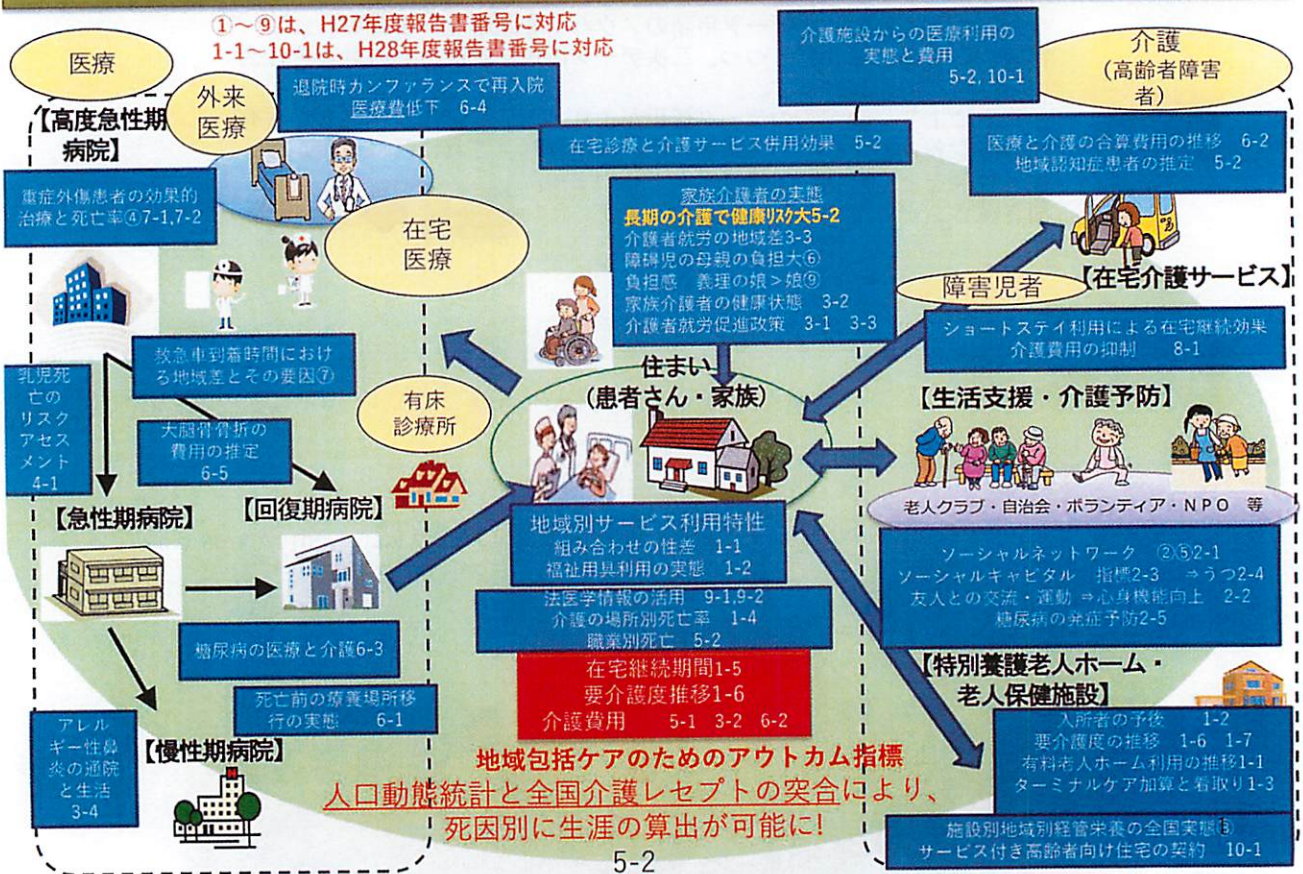 ①～⑨は、H27年度報告書番号に対応
1-1～10-1は、H28年度報告書番号に対応
医療
外来
医療
【高度急性期
病院】
退院時カンファランスで再入院
医療費低下 6-4
介護施設からの医療利用の
実態と費用
5-2, 10-1
介護
(高齢者障害
者)
在宅診療と介護サービス併用効果 5-2
医療と介護の合算費用の推移 6-2
地域認知症患者の推定 5-2
重症外傷患者の効果的
治療と死亡率④7-1,7-2
在宅
医療
家族介護者の実態
長期の介護で健康リスク大5-2
介護者就労の地域差3-3
障碍児の母親の負担大⑥
負担感 義理の娘＞娘⑨
家族介護者の健康状態 3-2
介護者就労促進政策 3-1 3-3
障害児者
【在宅介護サービス】
ショートステイ利用による在宅継続効果
介護費用の抑制 8-1
救急車到着時間におけ
る地域差とその要因⑦
乳児死
亡の
リスク
アセス
メント
4-1
大腿骨骨折の
費用の推定
6-5
有床
診療所
住まい
(患者さん・家族)
【生活支援・介護予防】
老人クラブ・自治会・ボランティア・NPO 等
【急性期病院】
【回復期病院】
地域別サービス利用特性
組み合わせの性差 1-1
福祉用具利用の実態 1-2
ソーシャルネットワーク ②⑤2-1
ソーシャルキャピタル 指標2-3 ⇒うつ2-4
友人との交流・運動 ⇒心身機能向上 2-2
糖尿病の発症予防2-5
法医学情報の活用 9-1,9-2
介護の場所別死亡率 1-4
職業別死亡 5-2
糖尿病の医療と介護6-3
在宅継続期間1-5
要介護度推移1-6
介護費用 5-1 3-2 6-2
【特別養護老人ホーム・
老人保健施設】
死亡前の療養場所移
行の実態 6-1
入所者の予後 1-2
要介護度の推移 1-6 1-7
有料老人ホーム利用の推移1-1
ターミナルケア加算と看取り1-3
アレル
ギー性鼻
炎の通院
と生活
3-4
【慢性期病院】
地域包括ケアのためのアウトカム指標
人口動態統計と全国介護レセプトの突合により、
死因別に生涯の算出が可能に!
5-2
施設別地域別経管栄養の全国実態
サービス付き高齢者向け住宅の契約 10-1